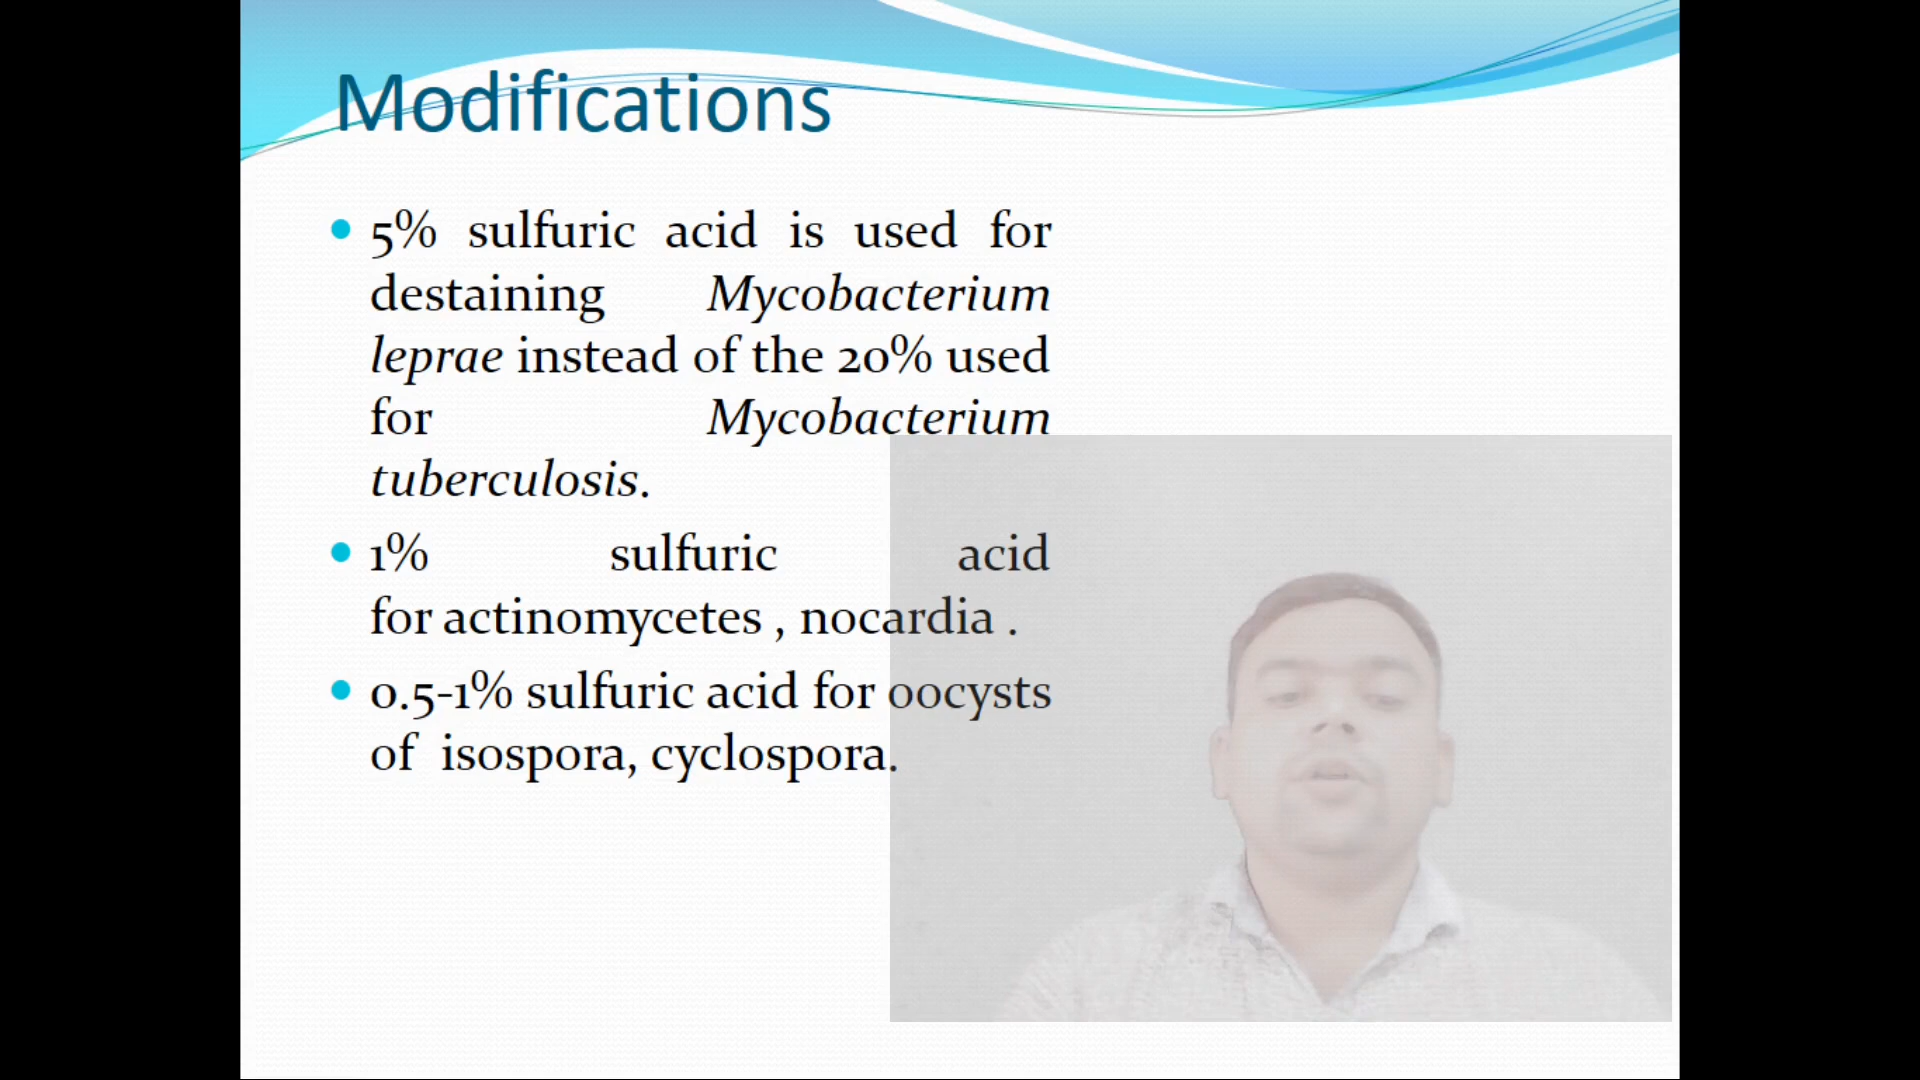 Modifications
5% sulfuric acid is used for
destaining Mycobacterium
leprae instead of the 20% used
for Mycobacterium
tuberculosis.
1% sulfuric acid
for actinomycetes , nocardia .
0.5-1% sulfuric acid for oocysts
of isospora, cyclospora.